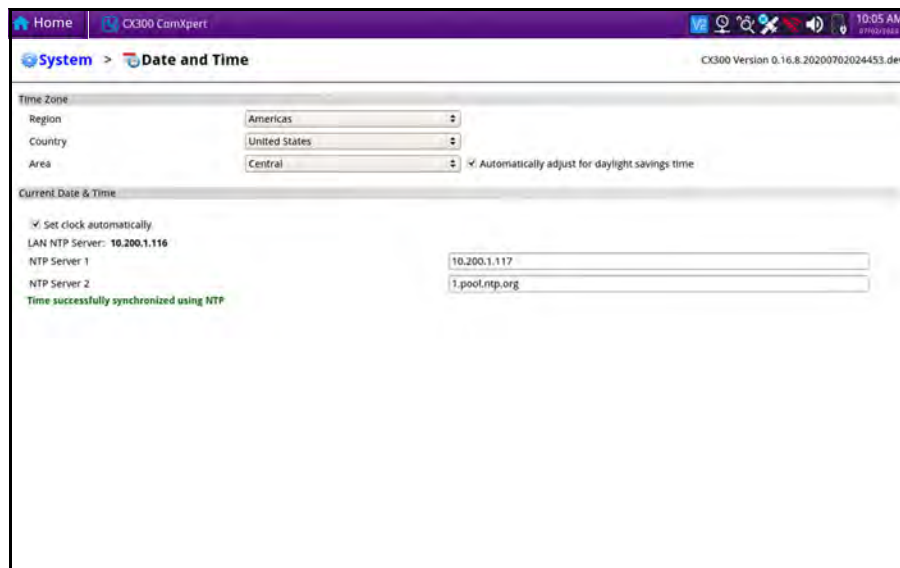 Home CX300 ComXpert 10:05 AM
System > Date and Time CX300 Version 0.16.8.20200702024453.de
Time Zone
Region Americas
Country United States
Area Central Automatically adjust for daylight savings time
Current Date & Time
Set clock automatically
LAN NTP Server: 10.200.1.116
NTP Server 1 10.200.1.117
NTP Server 2 1.pool.ntp.org
Time successfully synchronized using NTP